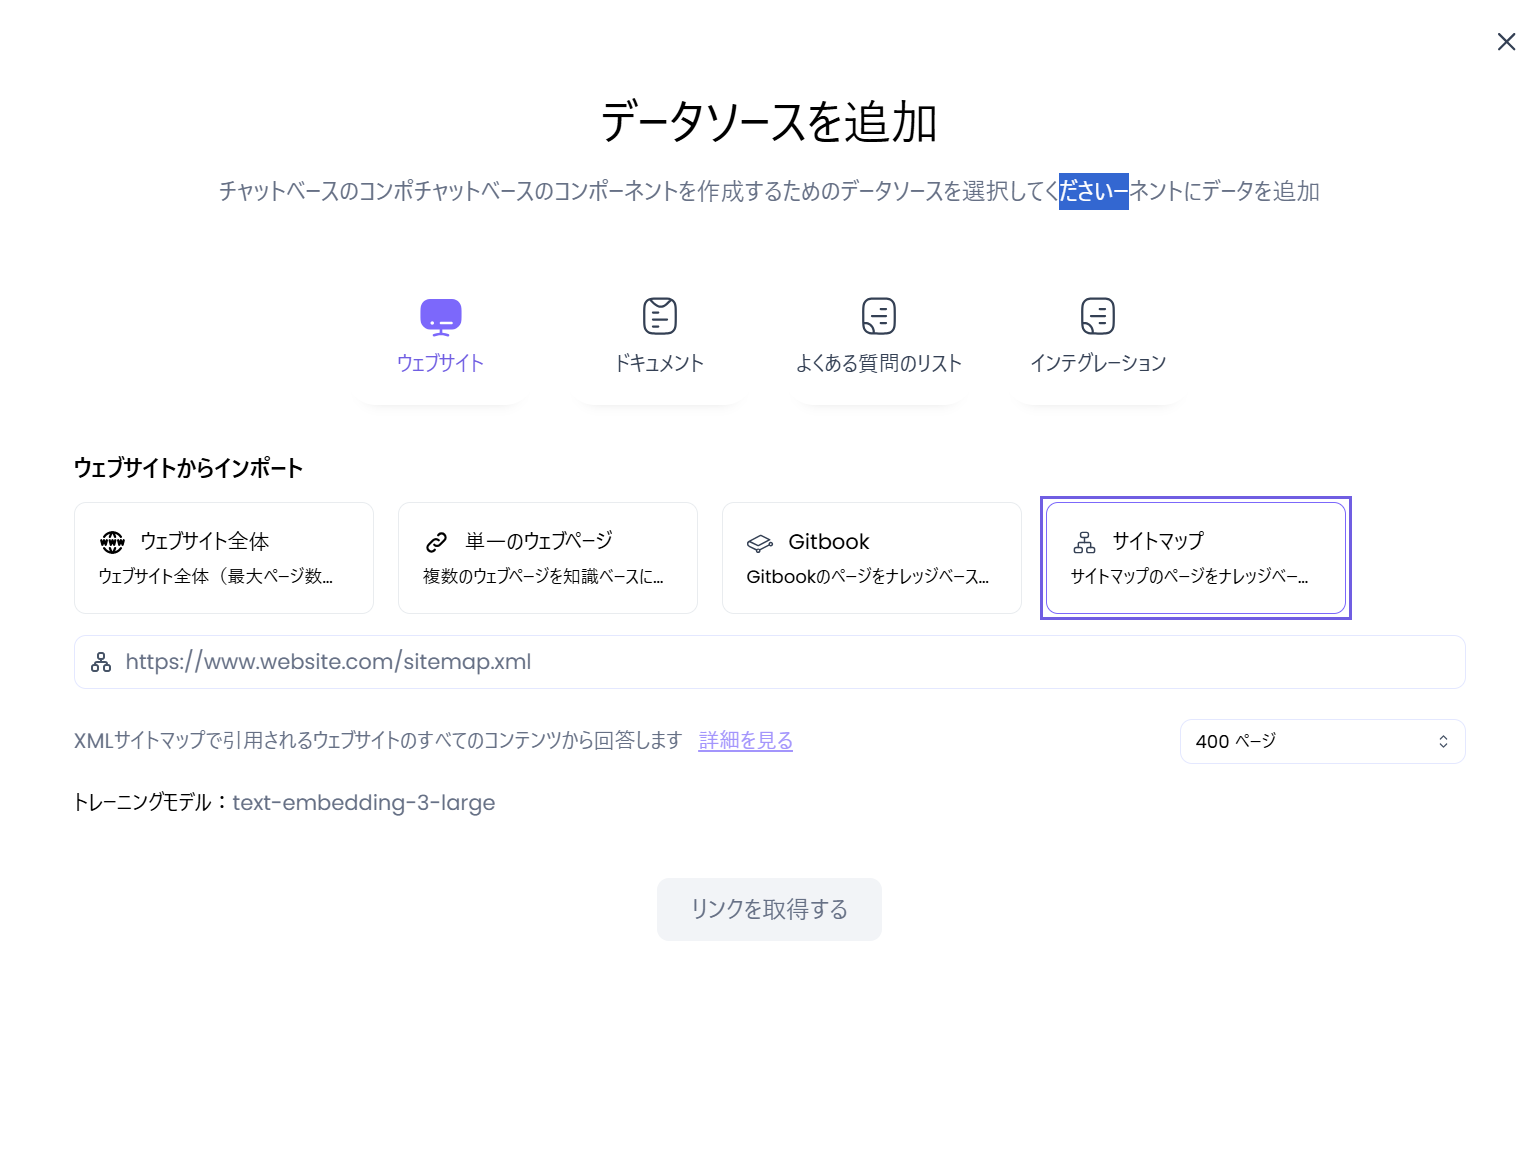 データソースを追加
チャットベースのコンポチャットベースのコンポーネントを作成するためのデータソースを選択してくださいーネントにデータを追加
ウェブサイト
ドキュメント
よくある質問のリスト
インテグレーション
ウェブサイトからインポート
ウェブサイト全体
ウェブサイト全体（最大ページ数...
単一のウェブページ
複数のウェブページを知識ベースに...
Gitbook
Gitbookのページをナレッジベース...
サイトマップ
サイトマップのページをナレッジベー...
https://www.website.com/sitemap.xml
XMLサイトマップで引用されるウェブサイトのすべてのコンテンツから回答します 詳細を見る
400 ページ
トレーニングモデル：text-embedding-3-large
リンクを取得する